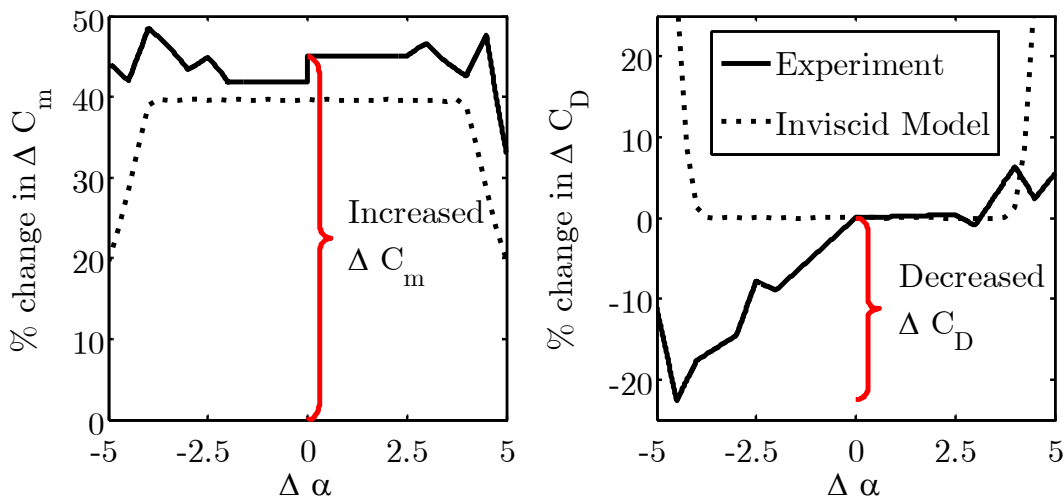 50
40
30
20
10
0
% change in Δ C_m
Increased
Δ C_m
-5
-2.5
0
2.5
5
Δ α
20
10
0
-10
-20
% change in Δ C_D
Experiment
Inviscid Model
Decreased
Δ C_D
-5
-2.5
0
2.5
5
Δ α